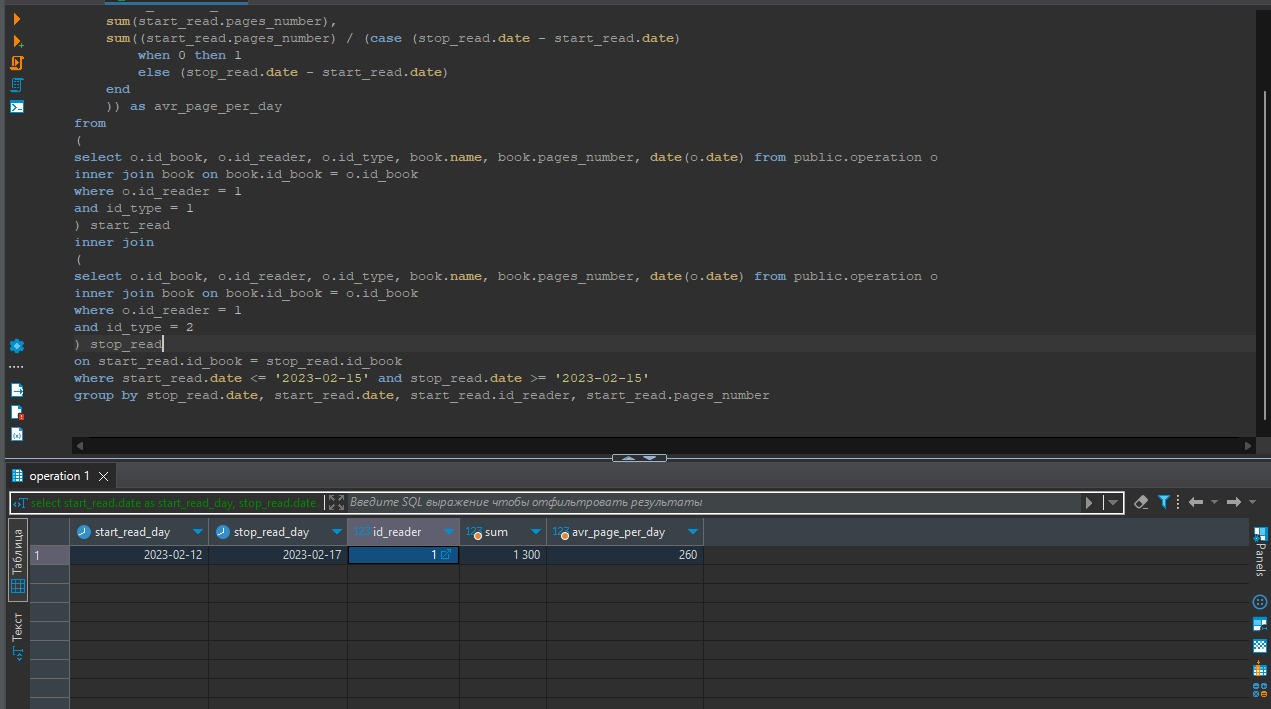 sum(start_read.pages_number),
sum((start_read.pages_number) / (case (stop_read.date - start_read.date)
when 0 then 1
else (stop_read.date - start_read.date)
end
)) as avr_page_per_day
from
(
select o.id_book, o.id_reader, o.id_type, book.name, book.pages_number, date(o.date) from public.operation o
inner join book on book.id_book = o.id_book
where o.id_reader = 1
and id_type = 1
) start_read
inner join
(
select o.id_book, o.id_reader, o.id_type, book.name, book.pages_number, date(o.date) from public.operation o
inner join book on book.id_book = o.id_book
where o.id_reader = 1
and id_type = 2
) stop_read
on start_read.id_book = stop_read.id_book
where start_read.date <= '2023-02-15' and stop_read.date >= '2023-02-15'
group by stop_read.date, start_read.date, start_read.id_reader, start_read.pages_number
operation 1
select start_read.date as start_read_day, stop_read.date Введите SQL выражение чтобы отфильтровать результаты
Таблица
Текст
start_read_day stop_read_day 123 id_reader 123 sum 123 avr_page_per_day
1 2023-02-12 2023-02-17 1 1 300 260
Panels